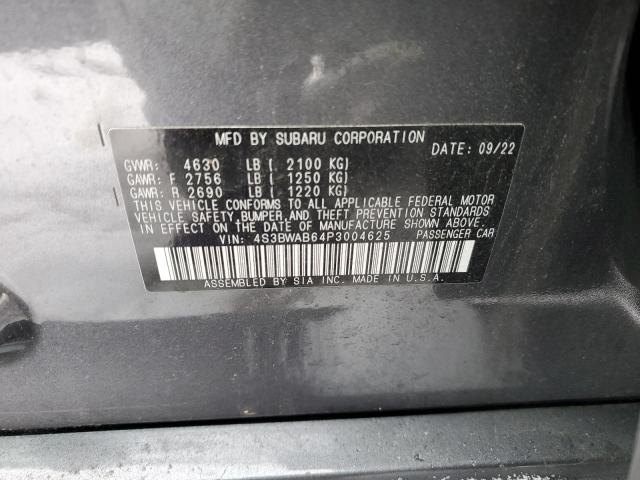 MFD BY SUBARU CORPORATION
DATE: 09/22
GVWR: 4630 LB ( 2100 KG)
GAWR: F 2756 LB ( 1250 KG)
GAWR: R 2690 LB ( 1220 KG)
THIS VEHICLE CONFORMS TO ALL APPLICABLE FEDERAL MOTOR
VEHICLE SAFETY, BUMPER, AND THEFT PREVENTION STANDARDS
IN EFFECT ON THE DATE OF MANUFACTURE SHOWN ABOVE.
VIN: 4S3BWAB64P3004625 PASSENGER CAR
ASSEMBLED BY SIA INC. MADE IN U.S.A.